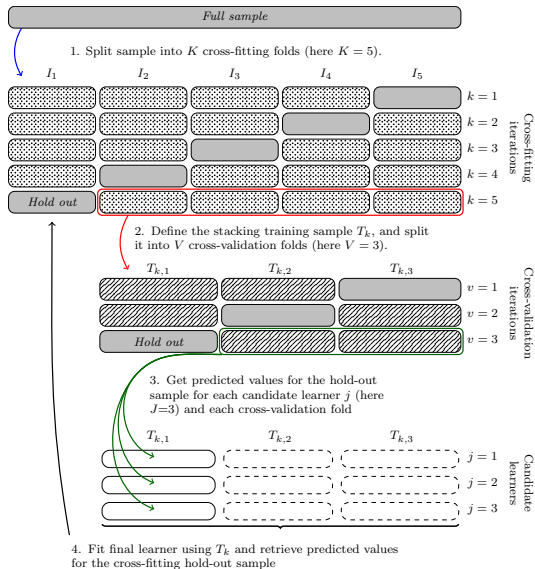 Full sample
1. Split sample into K cross-fitting folds (here K = 5).
I₁ I₂ I₃ I₄ I₅
k = 1
k = 2
k = 3
k = 4
Hold out k = 5
Cross-fitting
iterations
2. Define the stacking training sample Tₖ, and split
it into V cross-validation folds (here V = 3).
Tₖ,₁ Tₖ,₂ Tₖ,₃
v = 1
v = 2
Hold out v = 3
Cross-validation
iterations
3. Get predicted values for the hold-out
sample for each candidate learner j (here
J=3) and each cross-validation fold
Tₖ,₁ Tₖ,₂ Tₖ,₃
j = 1
j = 2
j = 3
Candidate
learners
4. Fit final learner using Tₖ and retrieve predicted values
for the cross-fitting hold-out sample